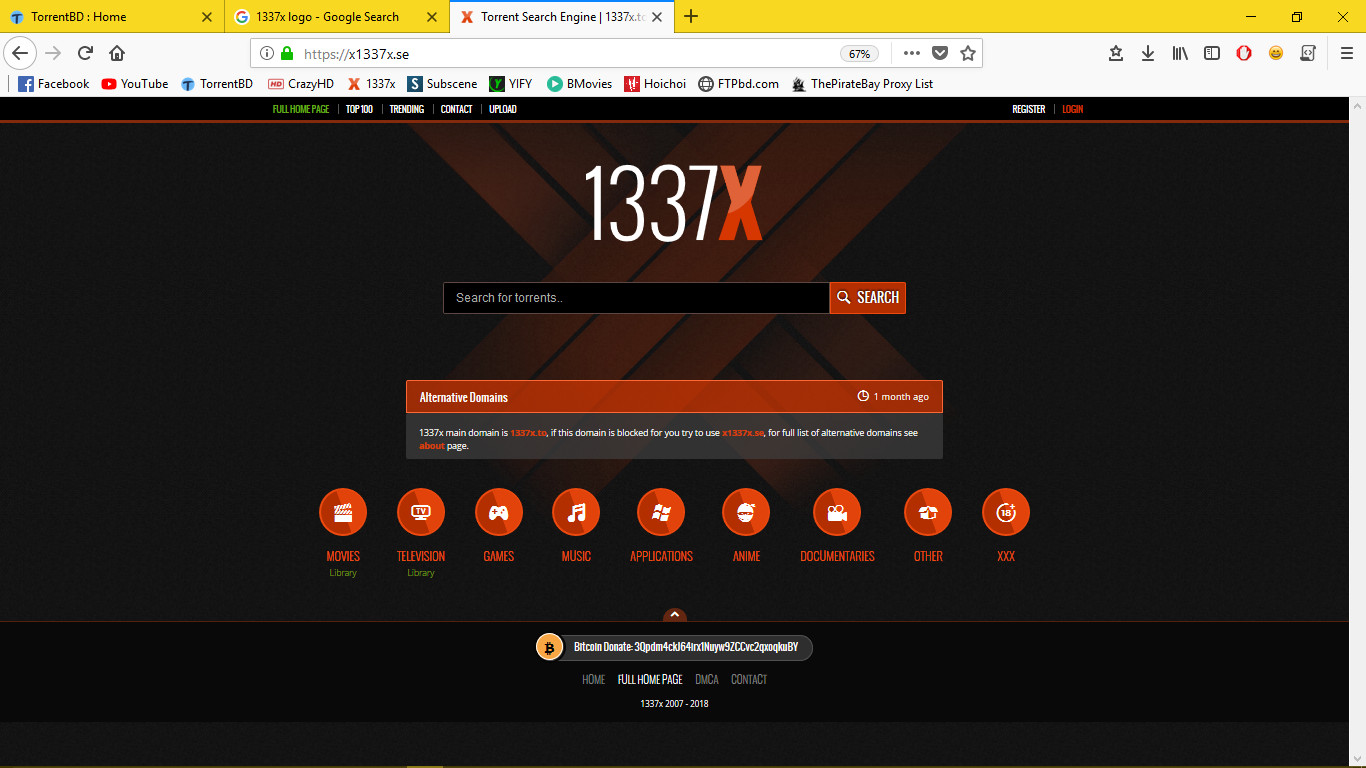 TorrentBD : Home
1337x logo - Google Search
Torrent Search Engine | 1337x.to
https://x1337x.se
67%
Facebook YouTube TorrentBD CrazyHD 1337x Subscene YIFY BMovies Hoichoi FTPbd.com ThePirateBay Proxy List
FULL HOME PAGE TOP 100 TRENDING CONTACT UPLOAD REGISTER LOGIN
1337X
Search for torrents..
SEARCH
Alternative Domains 1 month ago
1337x main domain is 1337x.to, if this domain is blocked for you try to use x1337x.se, for full list of alternative domains see
about page.
TV
18+
MOVIES TELEVISION GAMES MUSIC APPLICATIONS ANIME DOCUMENTARIES OTHER XXX
Library Library
Bitcoin Donate: 3Qpdm4ckJ64irx1Nuyw9ZCCvc2qxoqkuBY
HOME FULL HOME PAGE DMCA CONTACT
1337x 2007 - 2018